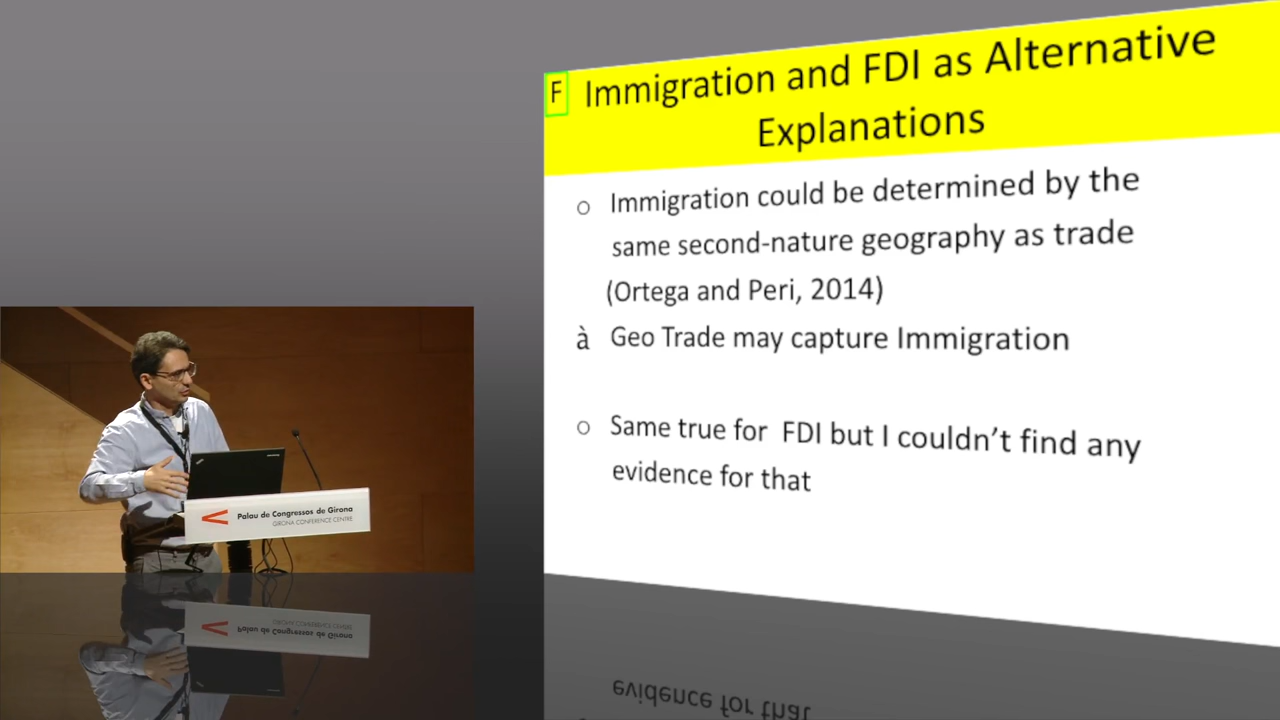 F
Immigration and FDI as Alternative
Explanations
o Immigration could be determined by the
same second-nature geography as trade
(Ortega and Peri, 2014)
à Geo Trade may capture Immigration
o Same true for FDI but I couldn't find any
evidence for that
Palau de Congressos de Girona
GIRONA CONFERENCE CENTRE